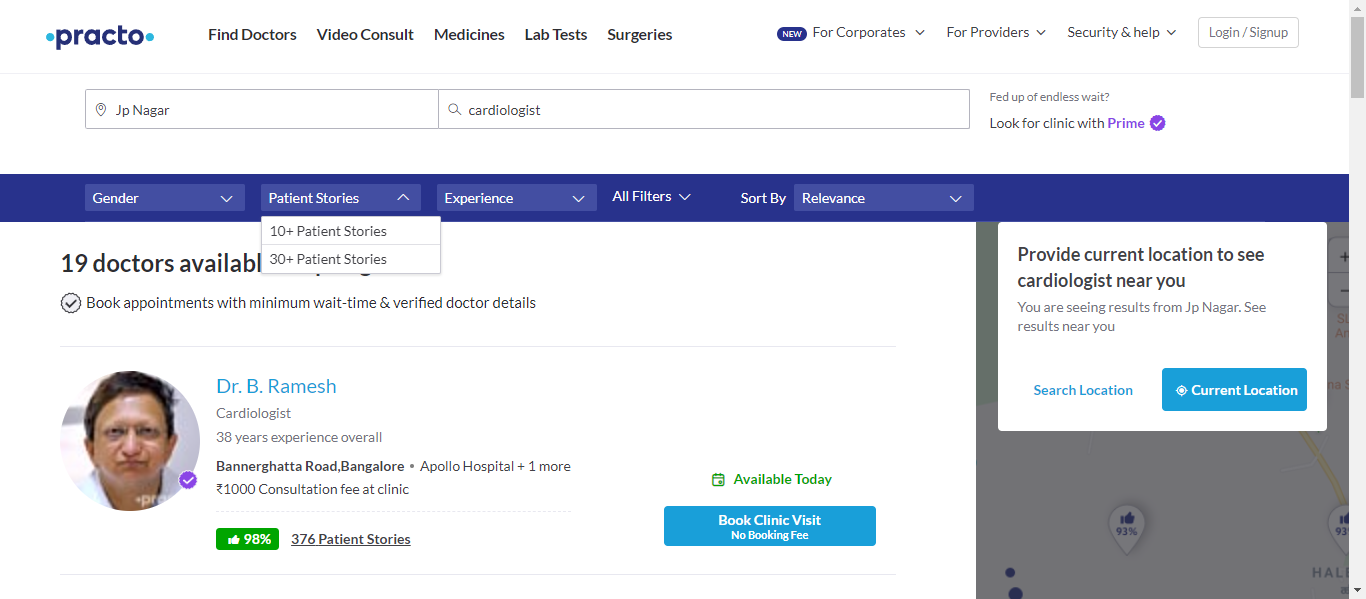 practo
Find Doctors Video Consult Medicines Lab Tests Surgeries
NEW For Corporates For Providers Security & help Login / Signup
Jp Nagar cardiologist
Fed up of endless wait?
Look for clinic with Prime
Gender Patient Stories Experience All Filters Sort By Relevance
10+ Patient Stories
30+ Patient Stories
19 doctors
Book appointments with minimum wait-time & verified doctor details
Provide current location to see
cardiologist near you
You are seeing results from Jp Nagar. See
results near you
Search Location Current Location
Dr. B. Ramesh
Cardiologist
38 years experience overall
Bannerghatta Road,Bangalore • Apollo Hospital + 1 more
₹1000 Consultation fee at clinic
98% 376 Patient Stories
Available Today
Book Clinic Visit
No Booking Fee
93%